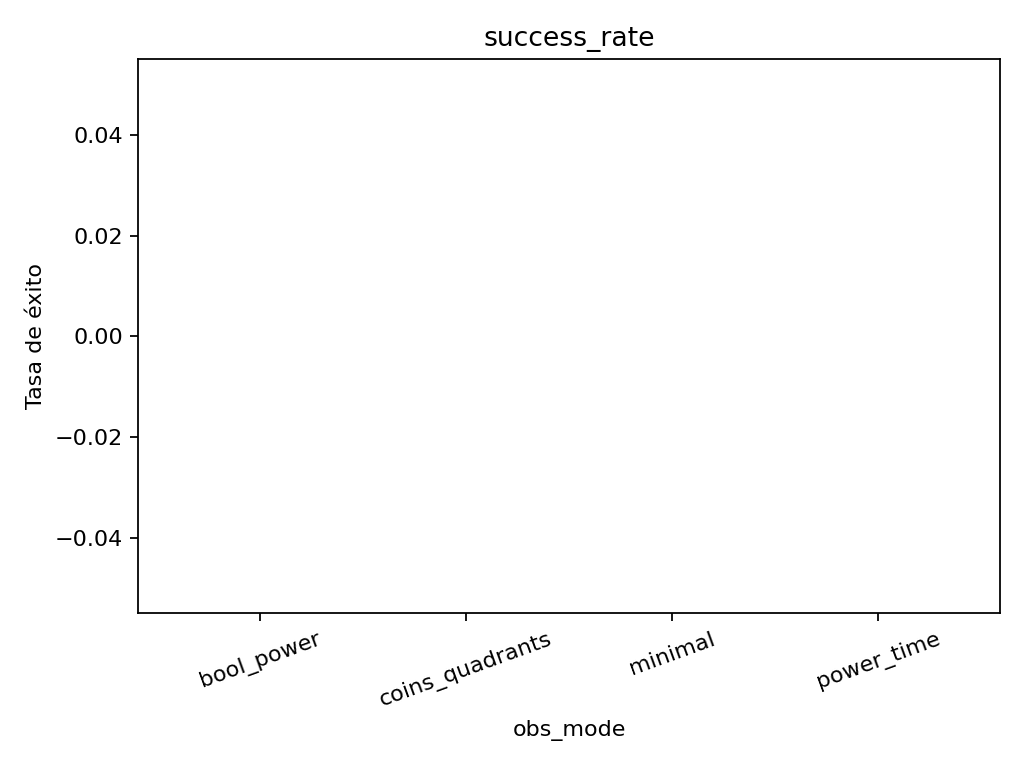 success_rate
0.04
0.02
0.00
−0.02
−0.04
Tasa de éxito
bool_power
coins_quadrants
minimal
power_time
obs_mode